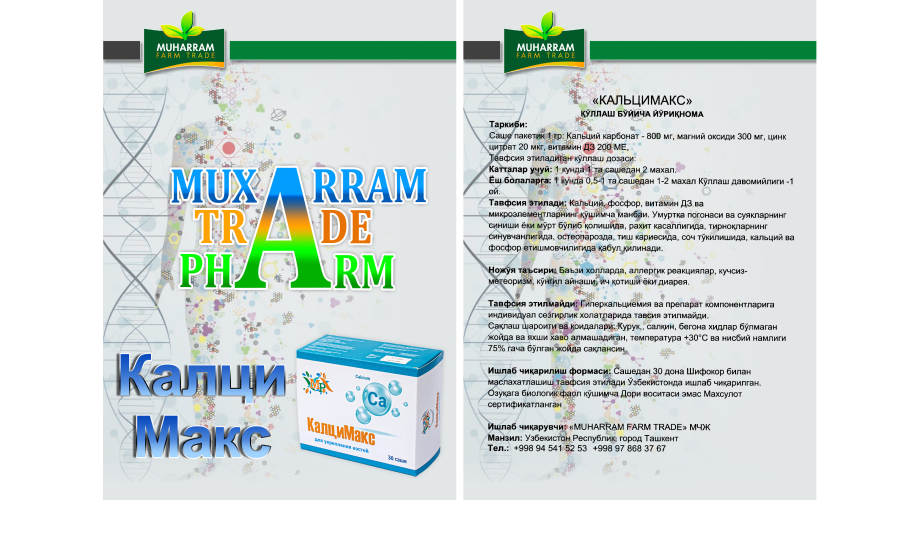 MUHARRAM
FARM TRADE
MUXARRAM
TRADE
PHARM
Калци
Макс
Calcium
Ca
КалциМакс
для укрепления костей
30 саше
MUHARRAM
FARM TRADE
«КАЛЬЦИМАКС»
ҚЎЛЛАШ БЎЙИЧА ЙЎРИҚНОМА
Таркиби:
Саше пакетик 1 гр: Кальций карбонат - 800 мг, магний оксиди 300 мг, цинк
цитрат 20 мкг, витамин Д3 200 МЕ,
Тавфсия этиладиган кўллаш дозаси:
Катталар учуй: 1 кунда 1 та сашедан 2 махал.
Ёш болаларга: 1 кунда 0,5-1 та сашедан 1-2 махал Кўллаш давомийлиги -1
ой.
Тавфсия этилади: Кальций, фосфор, витамин Д3 ва
микроэлементларнинг қўшимча манбаи. Умуртка погонаси ва суякларнинг
синиши ёки мўрт бўлиб қолишида, рахит касаллигида, тирноқларнинг
синувчанлигида, остеопарозда, тиш кариесида, соч тўкилишида, кальций ва
фосфор етишмовчилигида қабул қилинади.
Ножўя таъсири: Баъзи холларда, аллергик реакциялар, кучсиз-
метеоризм, кўнгил айнаши, ич қотиши ёки диарея.
Тавфсия этилмайди: Гиперкальциемия ва препарат компонентларига
индивидуал сезгирлик холатларида тавсия этилмайди.
Сақлаш шароити ва қоидалари: Қурук , салқин, бегона хидлар бўлмаган
жойда ва яхши хаво алмашадиган, температура +30°С ва нисбий намлиги
75% гача бўлган жойда сақлансин.
Ишлаб чиқарилиш формаси: Сашедан 30 дона Шифокор билан
маслахатлашиш тавфсия этилади Ўзбекистонда ишлаб чиқарилган.
Озуқага биологик фаол қўшимча Дори воситаси эмас Махсулот
сертификатланган
Ишлаб чиқарувчи: «MUHARRAM FARM TRADE» МЧЖ
Манзил: Узбекистон Республик, город Ташкент
Тел.: +998 94 541 52 53 +998 97 868 37 67